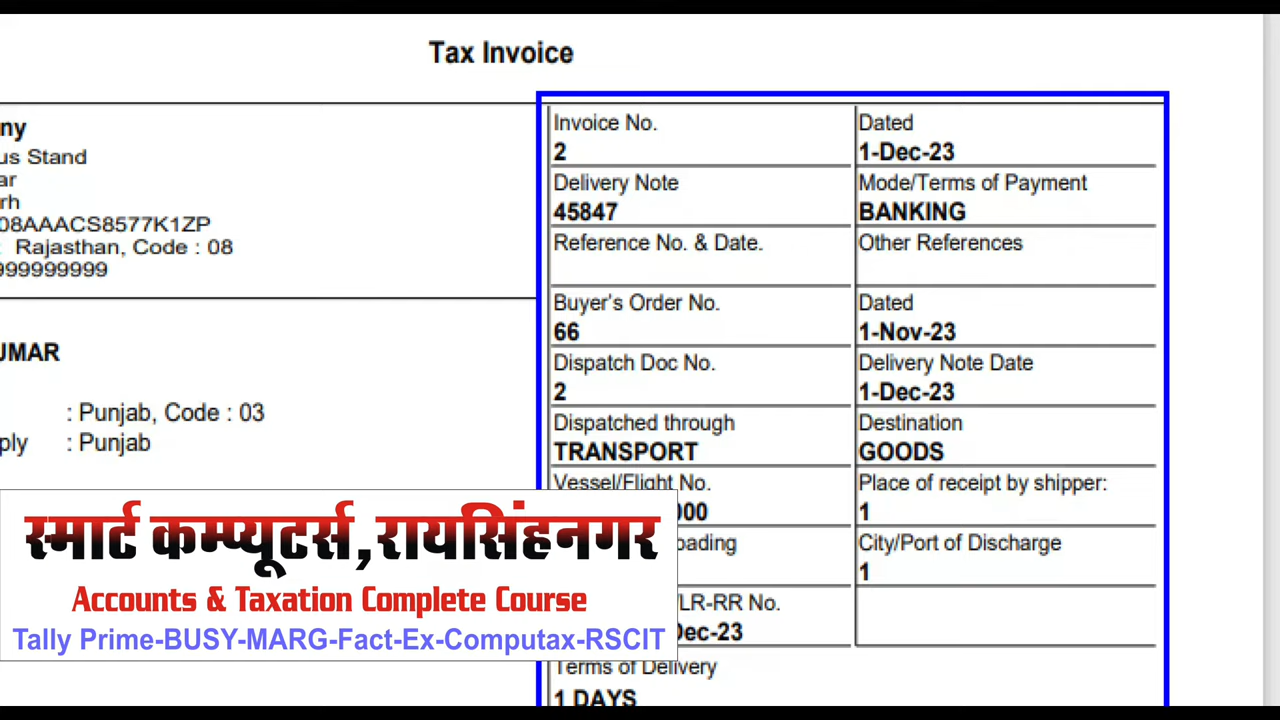 Tax Invoice
ny
us Stand
ar
rh
08AAACS8577K1ZP
: Rajasthan, Code : 08
999999999
UMAR
: Punjab, Code : 03
ply : Punjab
Invoice No.
2
Dated
1-Dec-23
Delivery Note
45847
Mode/Terms of Payment
BANKING
Reference No. & Date.
Other References
Buyer's Order No.
66
Dated
1-Nov-23
Dispatch Doc No.
2
Delivery Note Date
1-Dec-23
Dispatched through
TRANSPORT
Destination
GOODS
Vessel/Flight No.
000
Place of receipt by shipper:
1
oading
City/Port of Discharge
1
/LR-RR No.
Dec-23
Terms of Delivery
1 DAYS
स्मार्ट कम्प्यूटर्स,रायसिंहनगर
Accounts & Taxation Complete Course
Tally Prime-BUSY-MARG-Fact-Ex-Computax-RSCIT